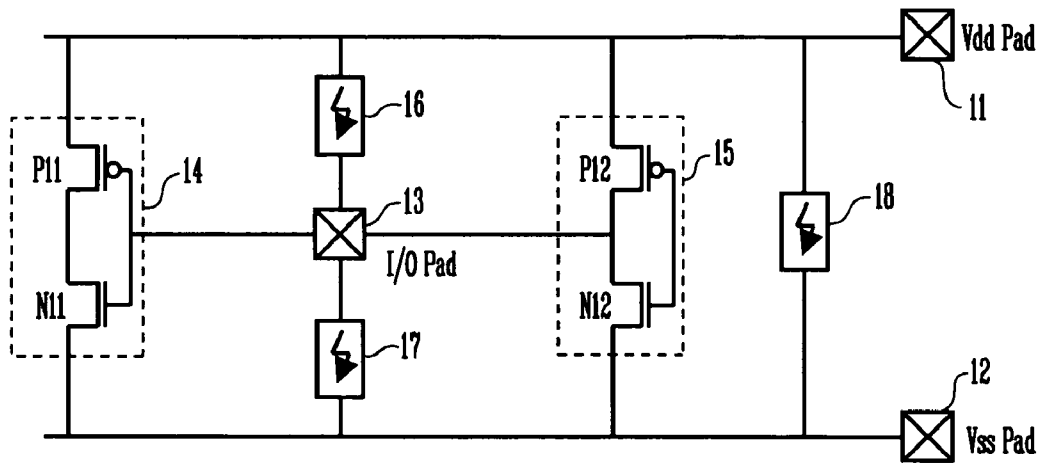 Vdd Pad
11
16
P11
14
P12
15
13
18
I/O Pad
N11
N12
17
12
Vss Pad